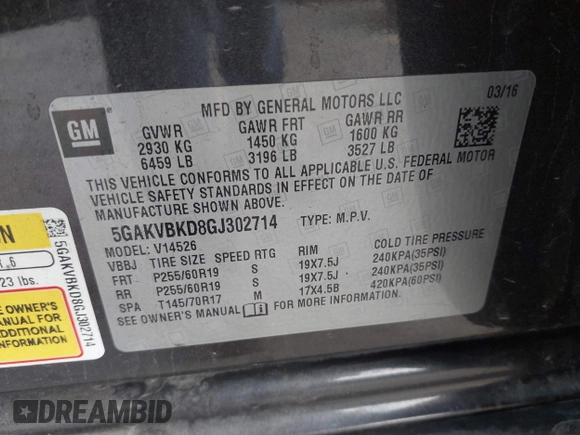 MFD BY GENERAL MOTORS LLC
03/16
GM
GVWR GAWR FRT GAWR RR
2930 KG 1450 KG 1600 KG
6459 LB 3196 LB 3527 LB
THIS VEHICLE CONFORMS TO ALL APPLICABLE U.S. FEDERAL MOTOR
VEHICLE SAFETY STANDARDS IN EFFECT ON THE DATE OF
MANUFACTURE SHOWN ABOVE.
5GAKVBKD8GJ302714 TYPE: M.P.V.
MODEL: V14526
VBBJ TIRE SIZE SPEED RTG RIM COLD TIRE PRESSURE
FRT P255/60R19 S 19X7.5J 240KPA(35PSI)
RR P255/60R19 S 19X7.5J 240KPA(35PSI)
SP T145/70R17 M 17X4.5B 420KPA(60PSI)
SEE OWNER'S MANUAL FOR MORE INFORMATION.
23 lbs.
5GAKVBKD8GJ302714
OWNER'S
MANUAL FOR
ADDITIONAL
INFORMATION
DREAMBID